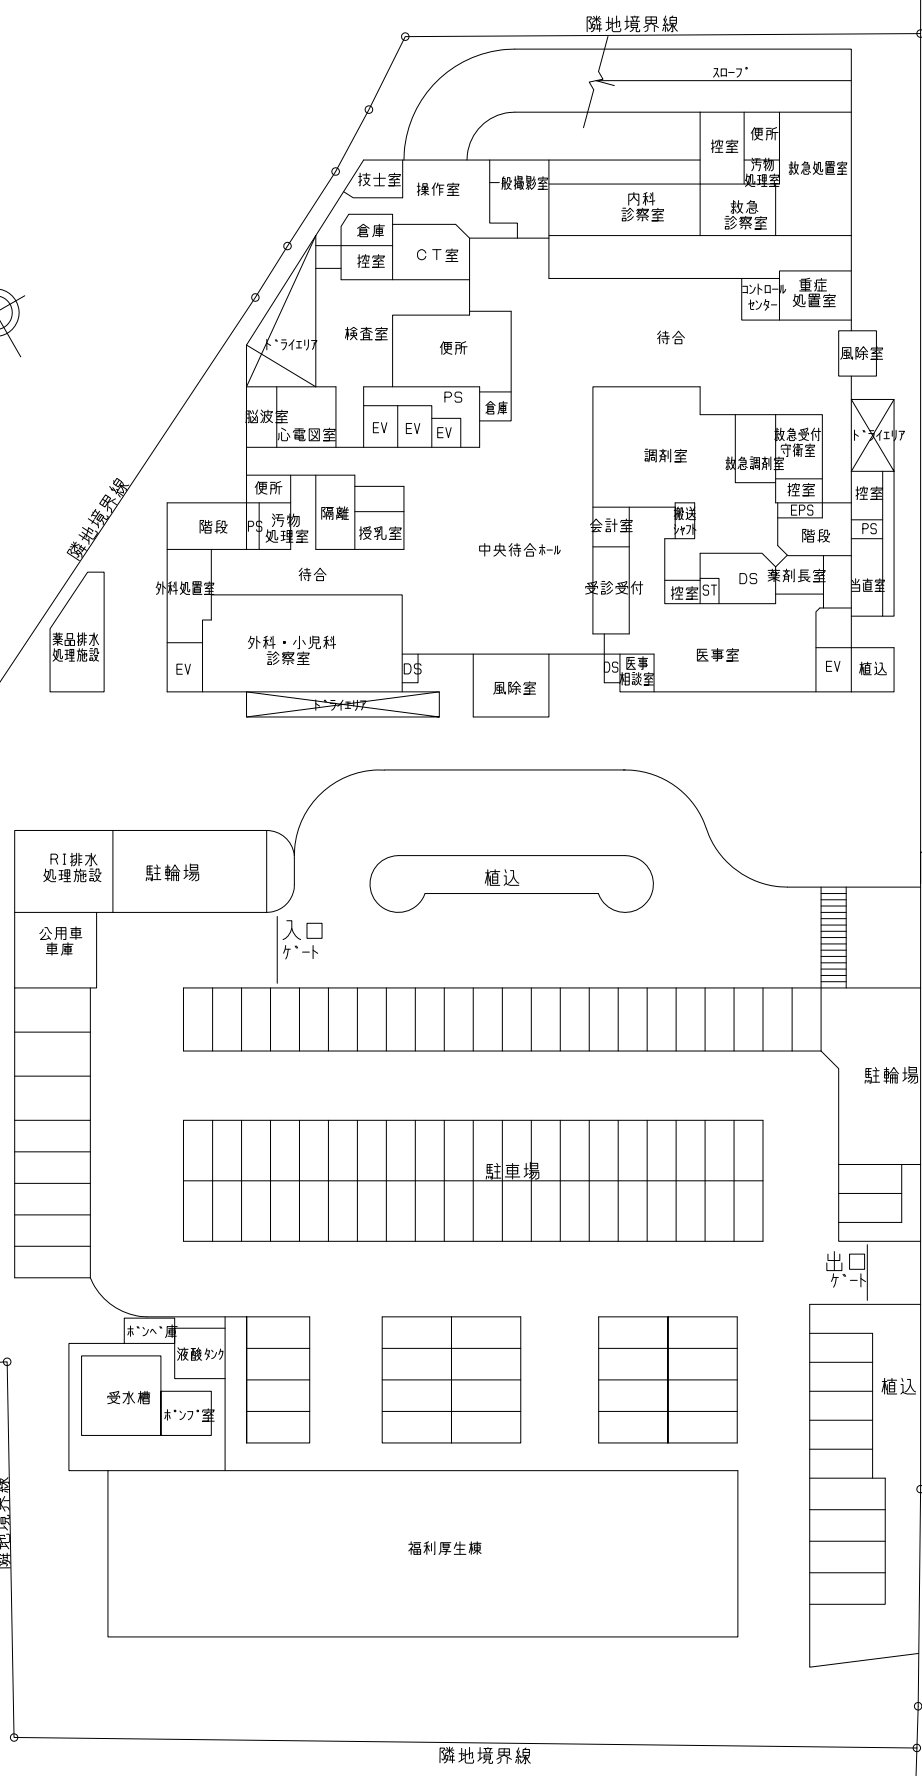 隣地境界線
スロープ
控室
便所
汚物
処理室
救急処置室
技士室
操作室
一般撮影室
内科
診察室
救急
診察室
倉庫
控室
CT室
コントロール
センター
重症
処置室
ドライエリア
検査室
便所
待合
風除室
脳波室
心電図室
PS
EV
EV
EV
倉庫
調剤室
救急調剤室
救急受付
守衛室
控室
EPS
ドライエリア
控室
PS
隣地境界線
便所
階段
PS
汚物
処理室
隔離
授乳室
中央待合ホール
会計室
搬送
シャフト
階段
外科処置室
待合
受診受付
控室
ST
DS
薬剤長室
当直室
薬品排水
処理施設
EV
外科・小児科
診察室
DS
風除室
DS
医事
相談室
医事室
EV
植込
ドライエリア
RI排水
処理施設
駐輪場
植込
公用車
車庫
入口
ゲート
駐輪場
駐車場
出口
ゲート
ボンベ庫
液酸タンク
受水槽
ポンプ室
植込
隣地境界線
福利厚生棟
隣地境界線